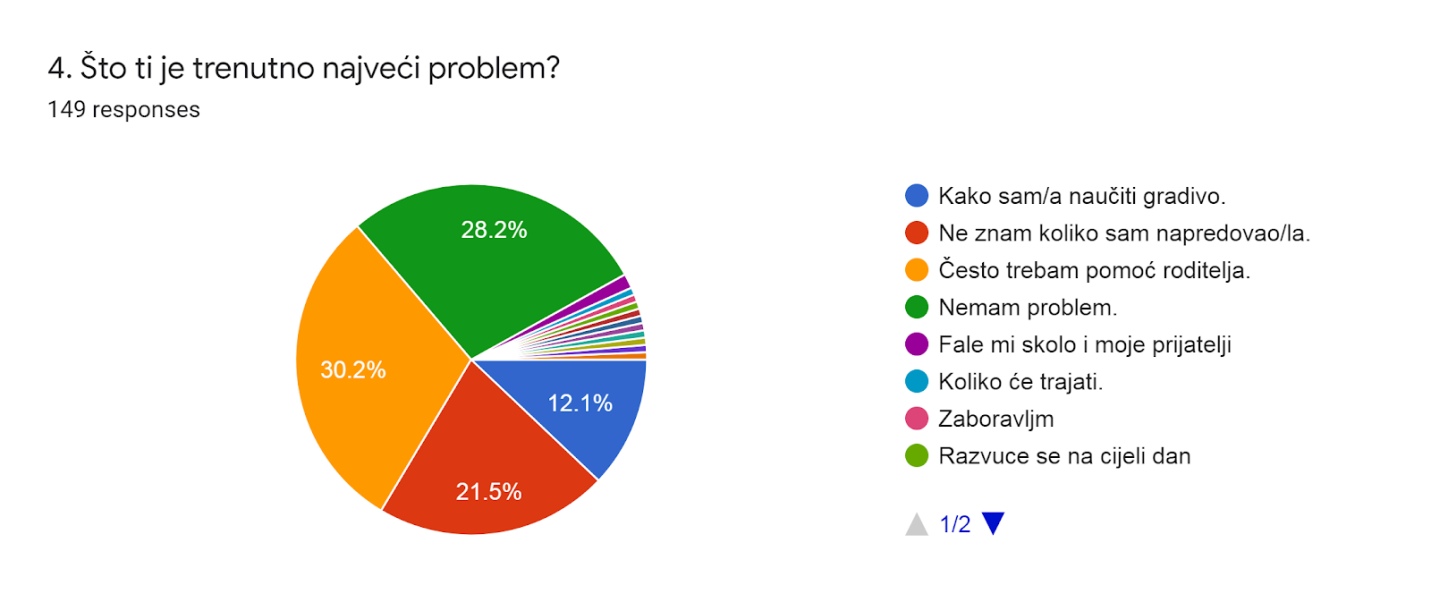 4. Što ti je trenutno najveći problem?
149 responses
28.2%
30.2%
12.1%
21.5%
Kako sam/a naučiti gradivo.
Ne znam koliko sam napredovao/la.
Često trebam pomoć roditelja.
Nemam problem.
Fale mi skolo i moje prijatelji
Koliko će trajati.
Zaboravljm
Razvuce se na cijeli dan
1/2